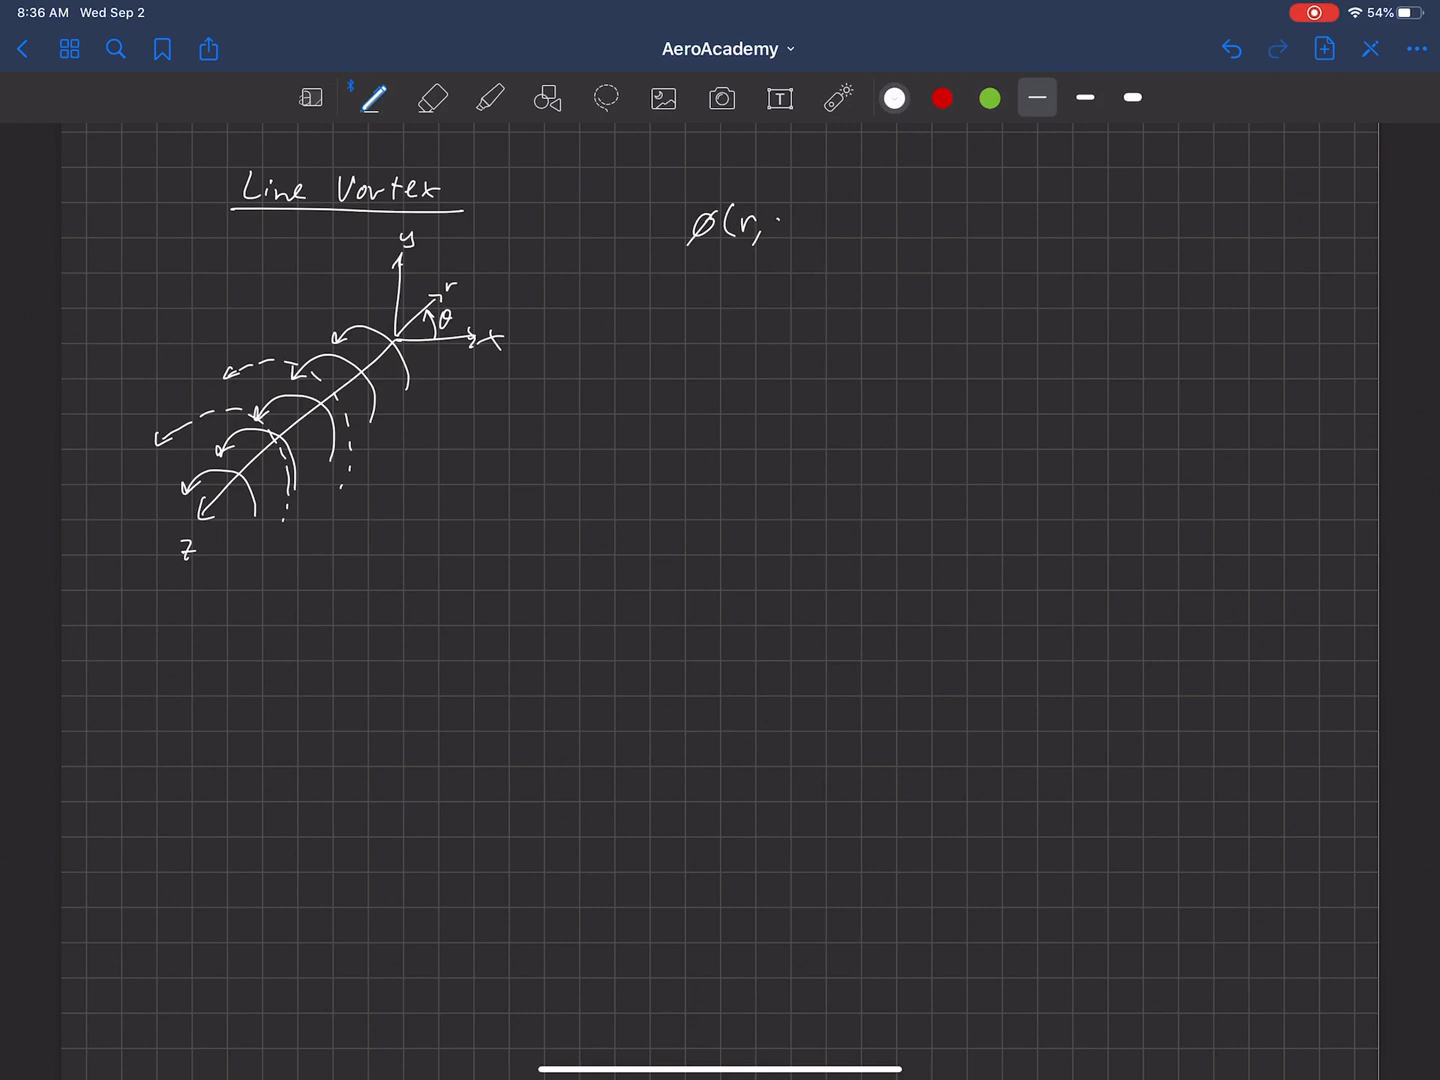 8:36 AM Wed Sep 2
54%
AeroAcademy
T
Line Vortex
ø(r,
y
r
θ
x
z